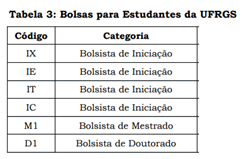 Tabela 3: Bolsas para Estudantes da UFRGS
Código Categoria
IX Bolsista de Iniciação
IE Bolsista de Iniciação
IT Bolsista de Iniciação
IC Bolsista de Iniciação
M1 Bolsista de Mestrado
D1 Bolsista de Doutorado